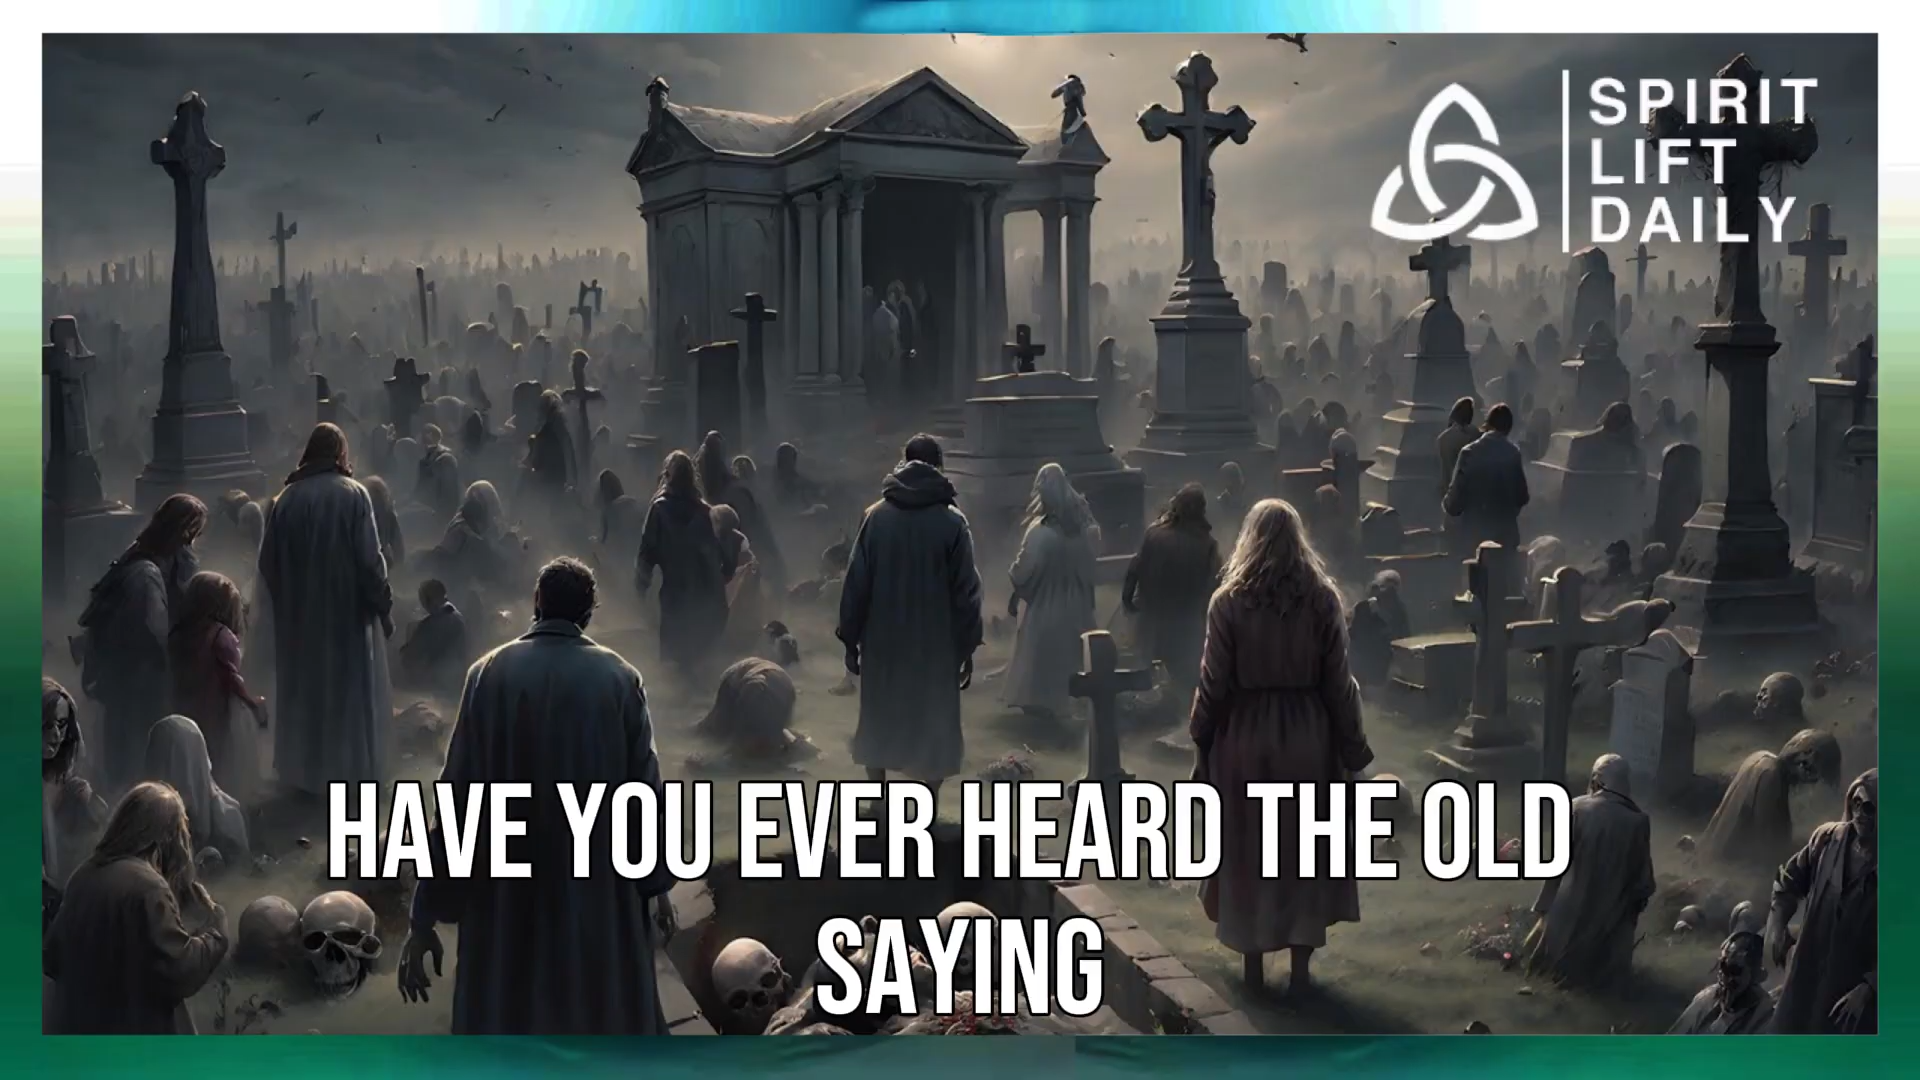 SPIRIT
LIFT
DAILY
HAVE YOU EVER HEARD THE OLD
SAYING